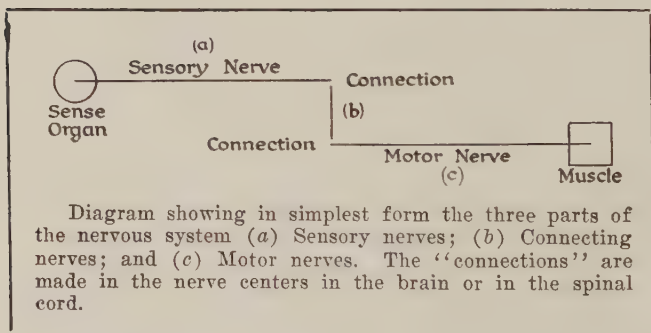 (a)
Sensory Nerve
Connection
Sense
Organ
(b)
Connection
Motor Nerve
(c)
Muscle
Diagram showing in simplest form the three parts of
the nervous system (a) Sensory nerves; (b) Connecting
nerves; and (c) Motor nerves. The ‘‘connections’’ are
made in the nerve centers in the brain or in the spinal
cord.